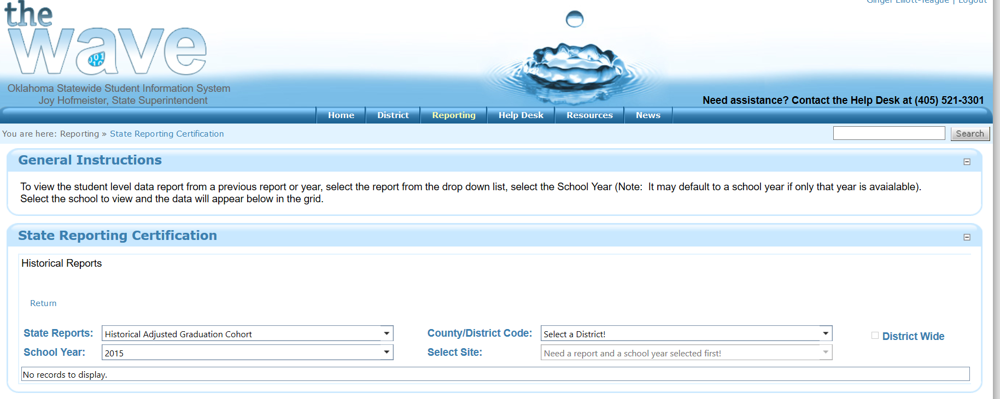 Ginger Elliott-Teague | Logout
the
wave
JO1
10
Oklahoma Statewide Student Information System
Joy Hofmeister, State Superintendent
Need assistance? Contact the Help Desk at (405) 521-3301
Home District Reporting Help Desk Resources News
You are here: Reporting » State Reporting Certification Search
General Instructions
To view the student level data report from a previous report or year, select the report from the drop down list, select the School Year (Note:  It may default to a school year if only that year is avaialable).
Select the school to view and the data will appear below in the grid.
State Reporting Certification
Historical Reports
Return
State Reports: Historical Adjusted Graduation Cohort County/District Code: Select a District! District Wide
School Year: 2015 Select Site: Need a report and a school year selected first!
No records to display.